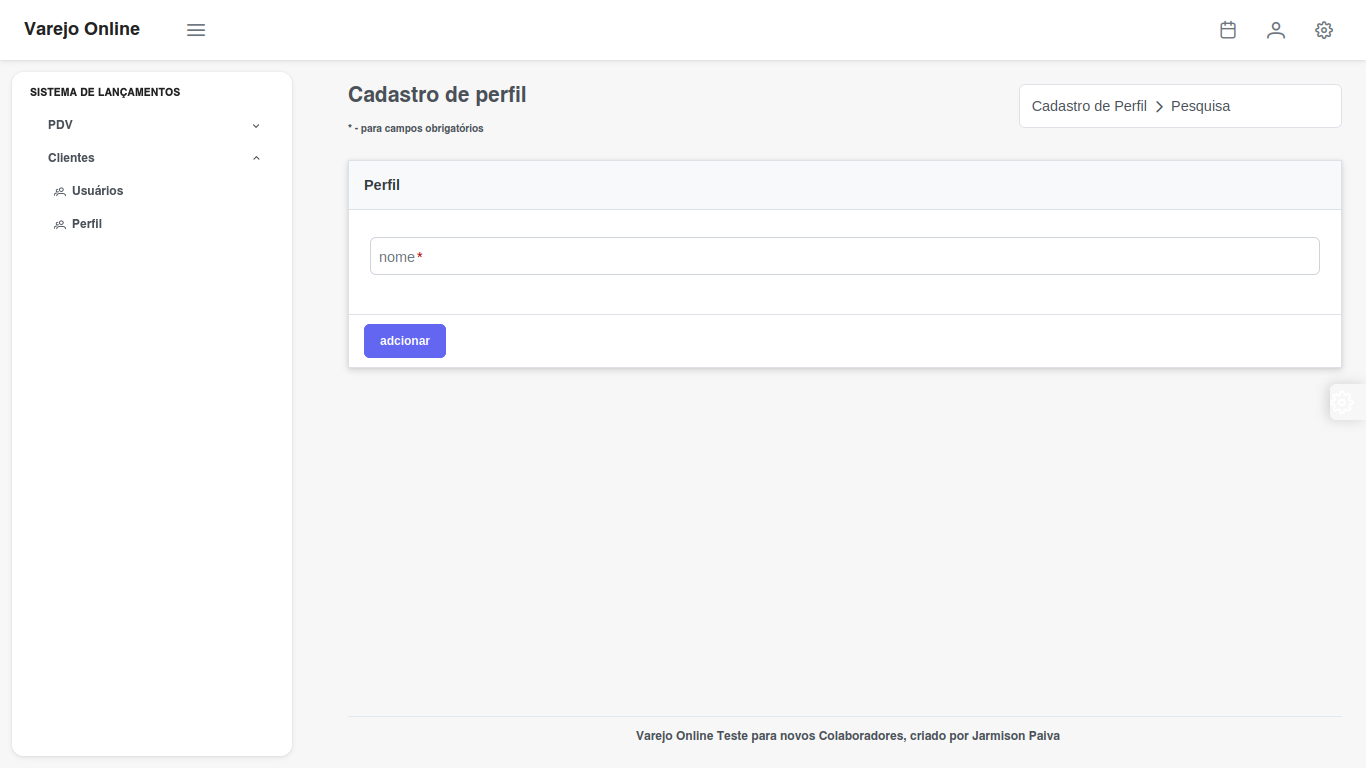 Varejo Online
SISTEMA DE LANÇAMENTOS
PDV
Clientes
Usuários
Perfil
Cadastro de perfil
* - para campos obrigatórios
Cadastro de Perfil > Pesquisa
Perfil
nome*
adcionar
Varejo Online Teste para novos Colaboradores, criado por Jarmison Paiva